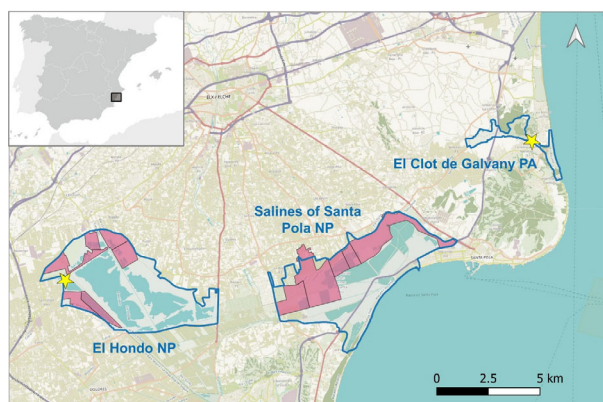 ELX / ELCHE
El Clot de Galvany PA
Salines of Santa
Pola NP
SANTA POLA
El Hondo NP
0 2.5 5 km